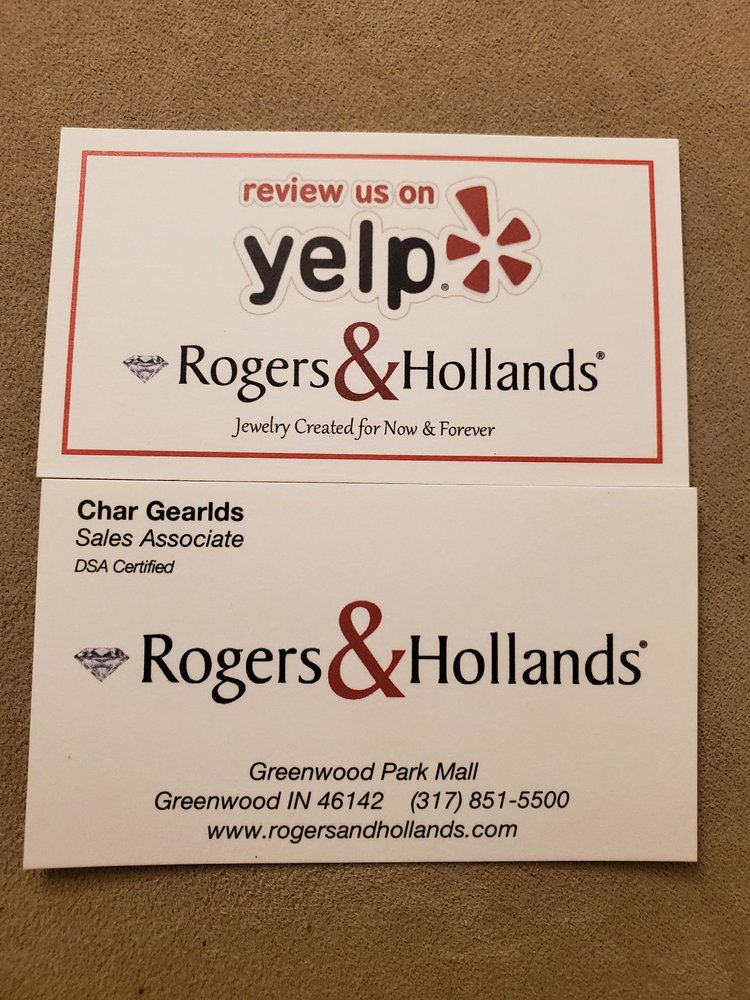 review us on
yelp®
Rogers & Hollands®
Jewelry Created for Now & Forever
Char Gearlds
Sales Associate
DSA Certified
Rogers & Hollands®
Greenwood Park Mall
Greenwood IN 46142 (317) 851-5500
www.rogersandhollands.com